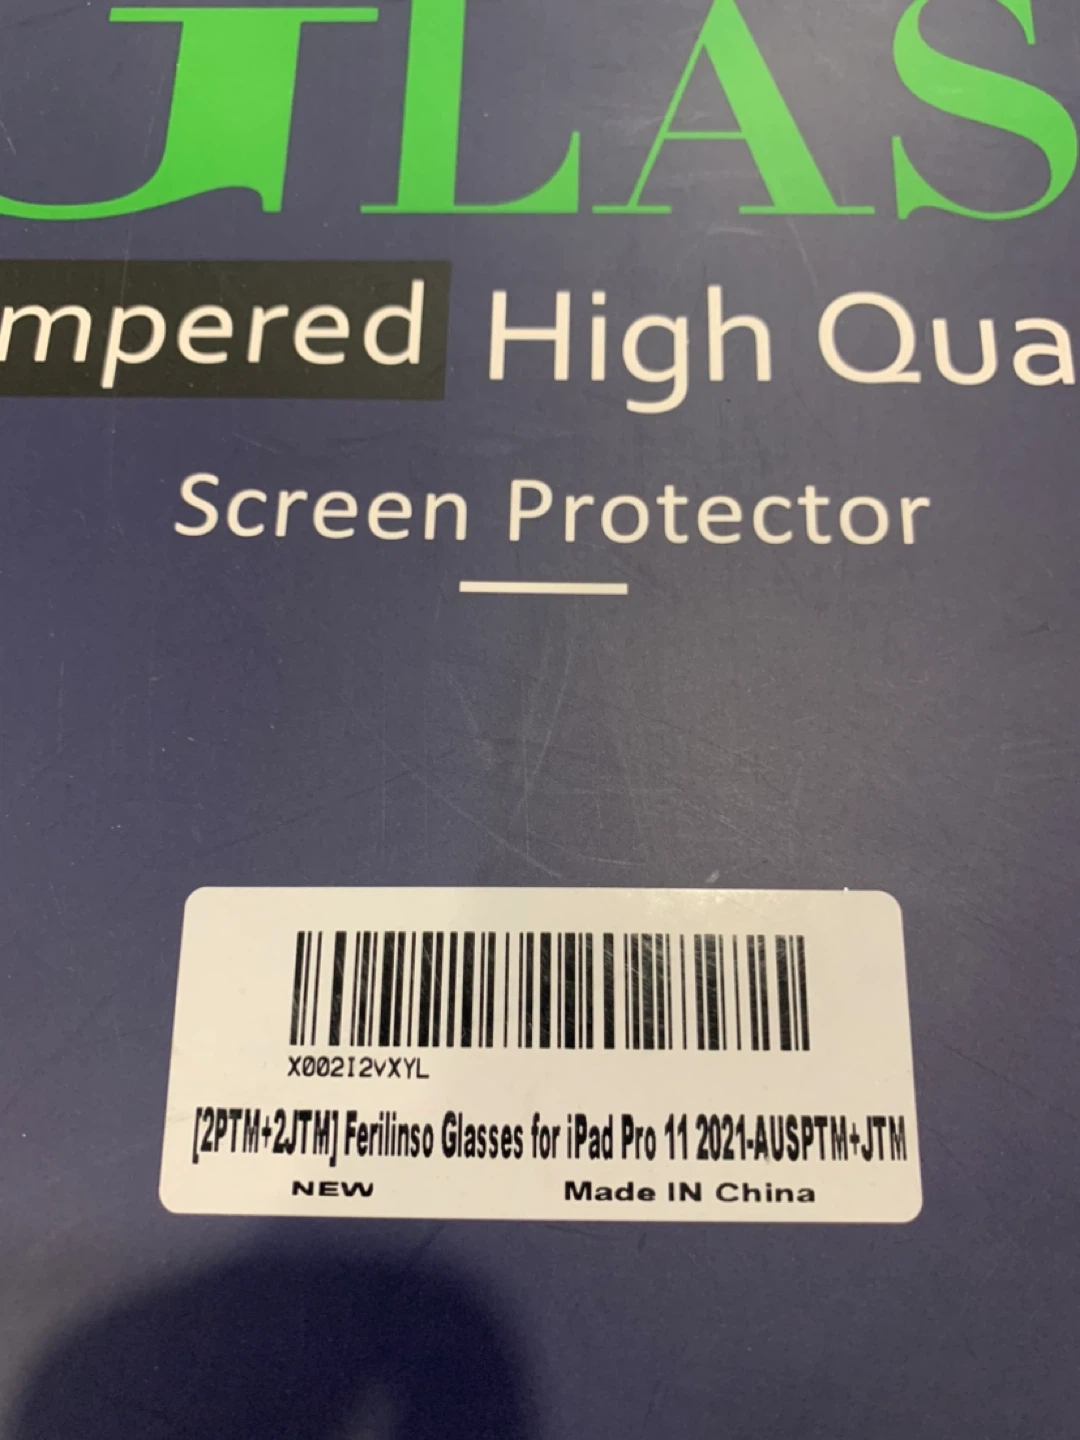 GLAS
mpered High Qua
Screen Protector
X002I2vXYL
[2PTM+2JTM] Ferilinso Glasses for iPad Pro 11 2021-AUSPTM+JTM
NEW Made IN China